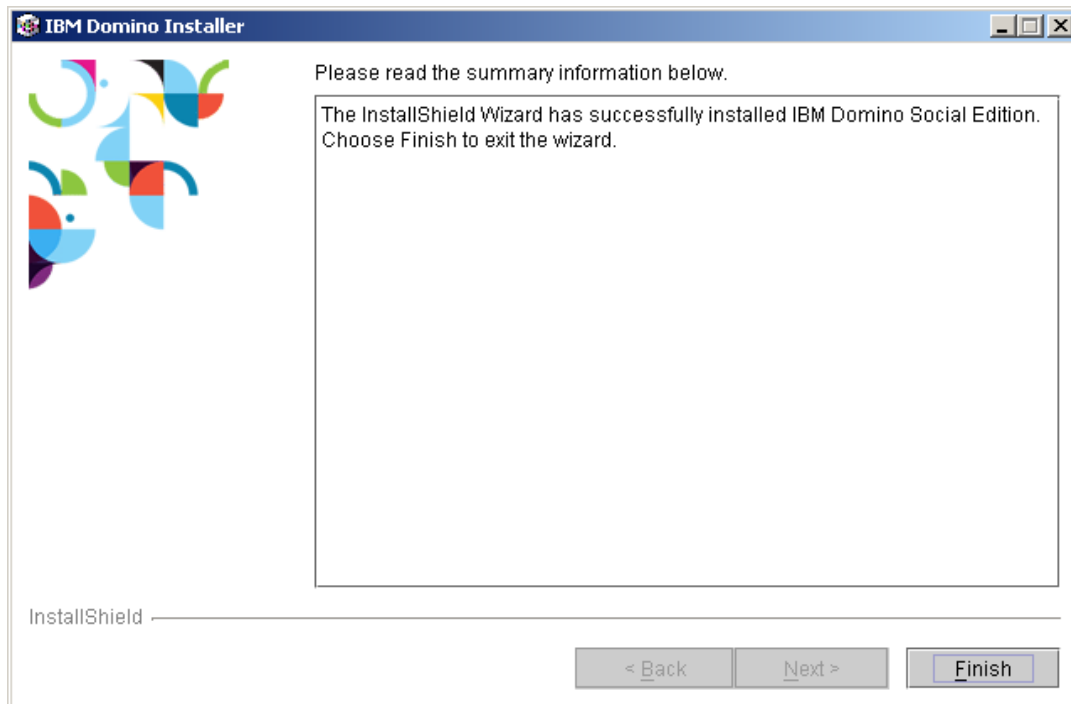 IBM Domino Installer
Please read the summary information below.
The InstallShield Wizard has successfully installed IBM Domino Social Edition.
Choose Finish to exit the wizard.
InstallShield
< Back
Next >
Finish